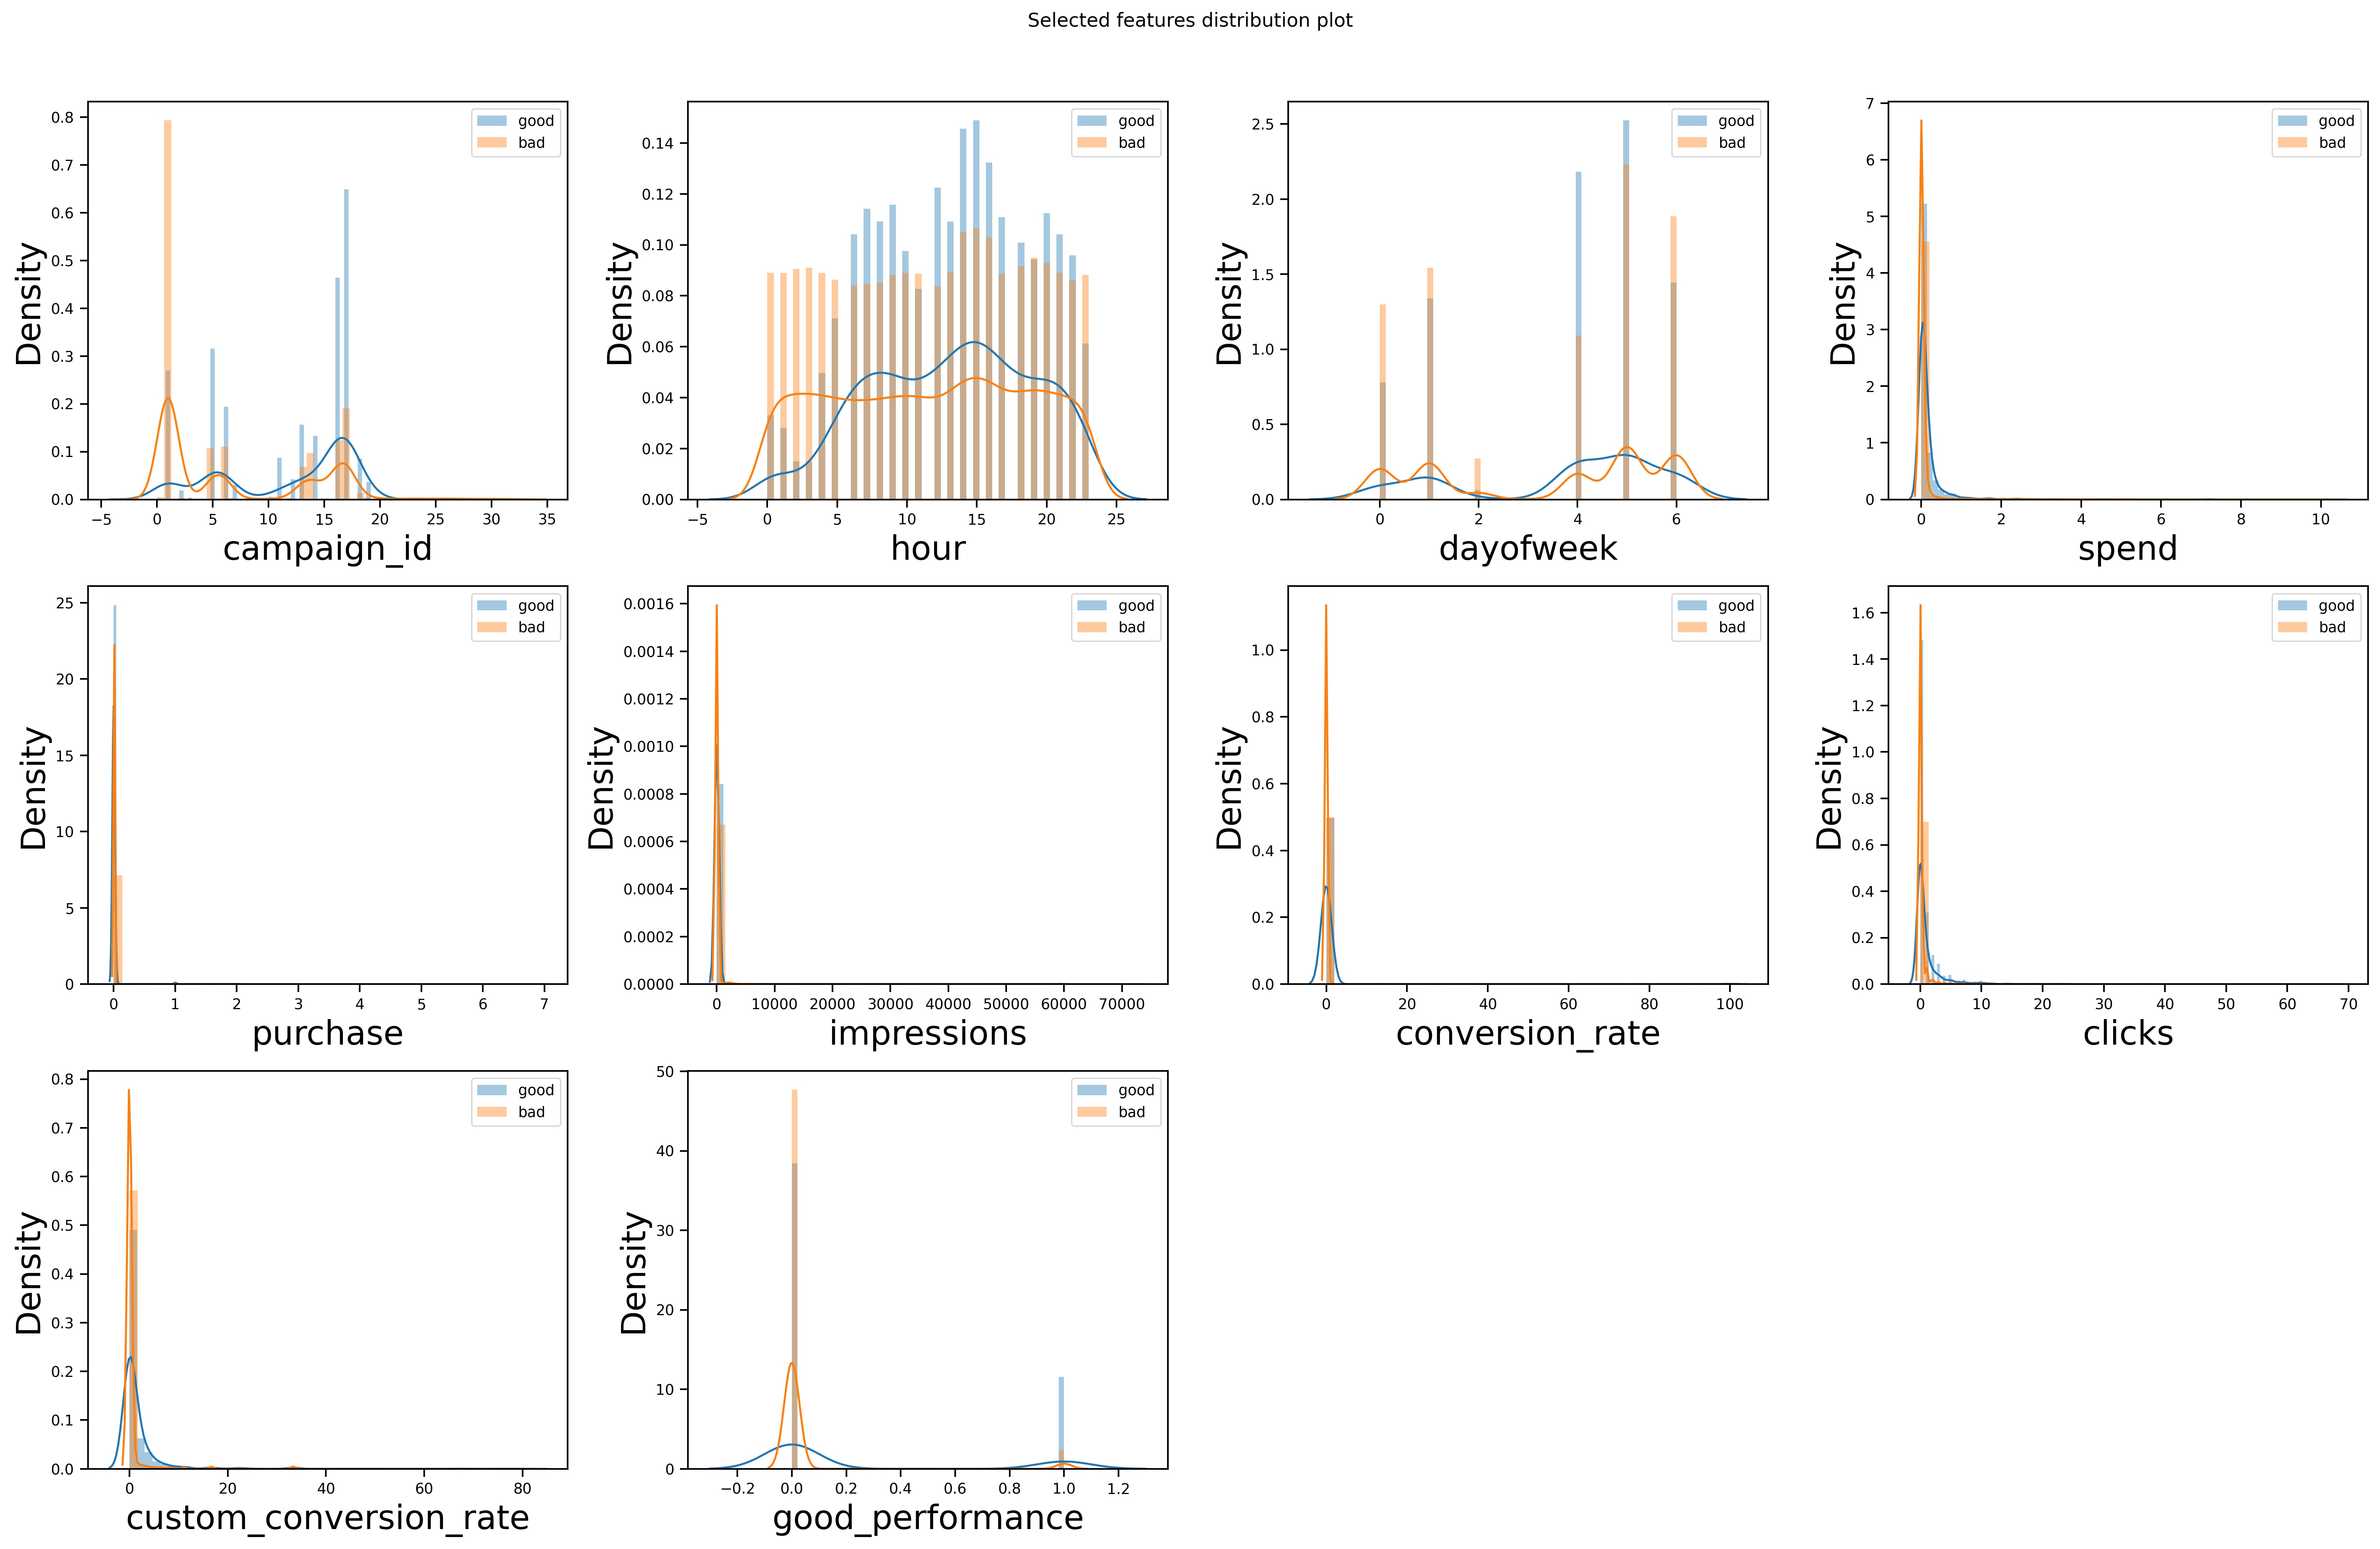 Selected features distribution plot
Density
0.8
0.7
0.6
0.5
0.4
0.3
0.2
0.1
0.0
good
bad
−5 0 5 10 15 20 25 30 35
campaign_id
Density
0.14
0.12
0.10
0.08
0.06
0.04
0.02
0.00
good
bad
−5 0 5 10 15 20 25
hour
Density
2.5
2.0
1.5
1.0
0.5
0.0
good
bad
0 2 4 6
dayofweek
Density
7
6
5
4
3
2
1
0
good
bad
0 2 4 6 8 10
spend
Density
25
20
15
10
5
0
good
bad
0 1 2 3 4 5 6 7
purchase
Density
0.0016
0.0014
0.0012
0.0010
0.0008
0.0006
0.0004
0.0002
0.0000
good
bad
0 10000 20000 30000 40000 50000 60000 70000
impressions
Density
1.0
0.8
0.6
0.4
0.2
0.0
good
bad
0 20 40 60 80 100
conversion_rate
Density
1.6
1.4
1.2
1.0
0.8
0.6
0.4
0.2
0.0
good
bad
0 10 20 30 40 50 60 70
clicks
Density
0.8
0.7
0.6
0.5
0.4
0.3
0.2
0.1
0.0
good
bad
0 20 40 60 80
custom_conversion_rate
Density
50
40
30
20
10
0
good
bad
−0.2 0.0 0.2 0.4 0.6 0.8 1.0 1.2
good_performance